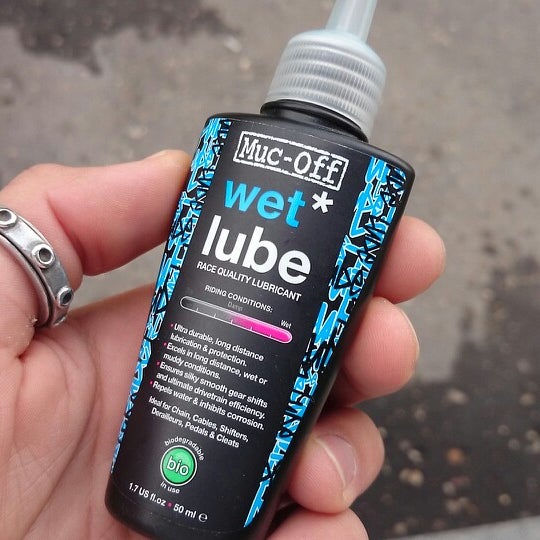 Muc-Off
wet*
lube
RACE QUALITY LUBRICANT
RIDING CONDITIONS:
Damp
Wet
• Ultra durable, long distance
lubrication & protection.
• Excels in long distance, wet or
muddy conditions.
• Ensures silky smooth gear shifts
and ultimate drivetrain efficiency.
• Repels water & inhibits corrosion.
Ideal for Chain, Cables, Shifters,
Derailleurs, Pedals & Cleats
biodegradable
bio
in use
1.7 US fl.oz • 50 ml e